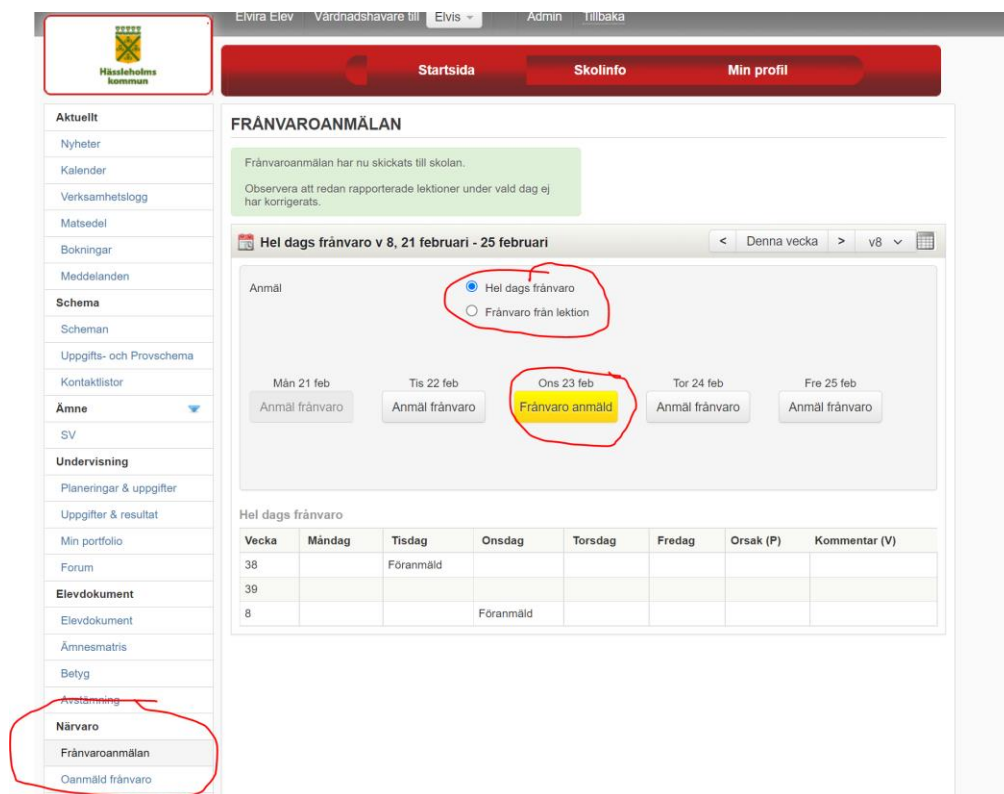 Elvira Elev Vårdnadshavare till Elvis Admin Tillbaka
Hässleholms
kommun
Startsida Skolinfo Min profil
Aktuellt
Nyheter
Kalender
Verksamhetslogg
Matsedel
Bokningar
Meddelanden
Schema
Scheman
Uppgifts- och Provschema
Kontaktlistor
Ämne
SV
Undervisning
Planeringar & uppgifter
Uppgifter & resultat
Min portfolio
Forum
Elevdokument
Elevdokument
Ämnesmatris
Betyg
Avstämning
Närvaro
Frånvaroanmälan
Oanmäld frånvaro
FRÅNVAROANMÄLAN
Frånvaroanmälan har nu skickats till skolan.
Observera att redan rapporterade lektioner under vald dag ej
har korrigerats.
Hel dags frånvaro v 8, 21 februari - 25 februari < Denna vecka > v8
Anmäl
Hel dags frånvaro
Frånvaro från lektion
Mån 21 feb Tis 22 feb Ons 23 feb Tor 24 feb Fre 25 feb
Anmäl frånvaro Anmäl frånvaro Frånvaro anmäld Anmäl frånvaro Anmäl frånvaro
Hel dags frånvaro
Vecka Måndag Tisdag Onsdag Torsdag Fredag Orsak (P) Kommentar (V)
38 Föranmäld
39
8 Föranmäld